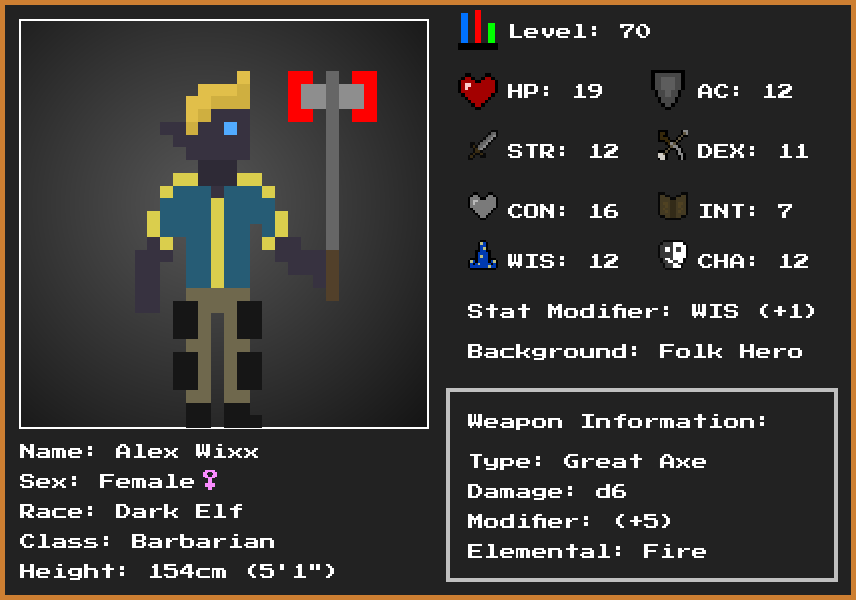 Level: 70
HP: 19
AC: 12
STR: 12
DEX: 11
CON: 16
INT: 7
WIS: 12
CHA: 12
Stat Modifier: WIS (+1)
Background: Folk Hero
Weapon Information:
Type: Great Axe
Damage: d6
Modifier: (+5)
Elemental: Fire
Name: Alex Wixx
Sex: Female♀
Race: Dark Elf
Class: Barbarian
Height: 154cm (5'1")